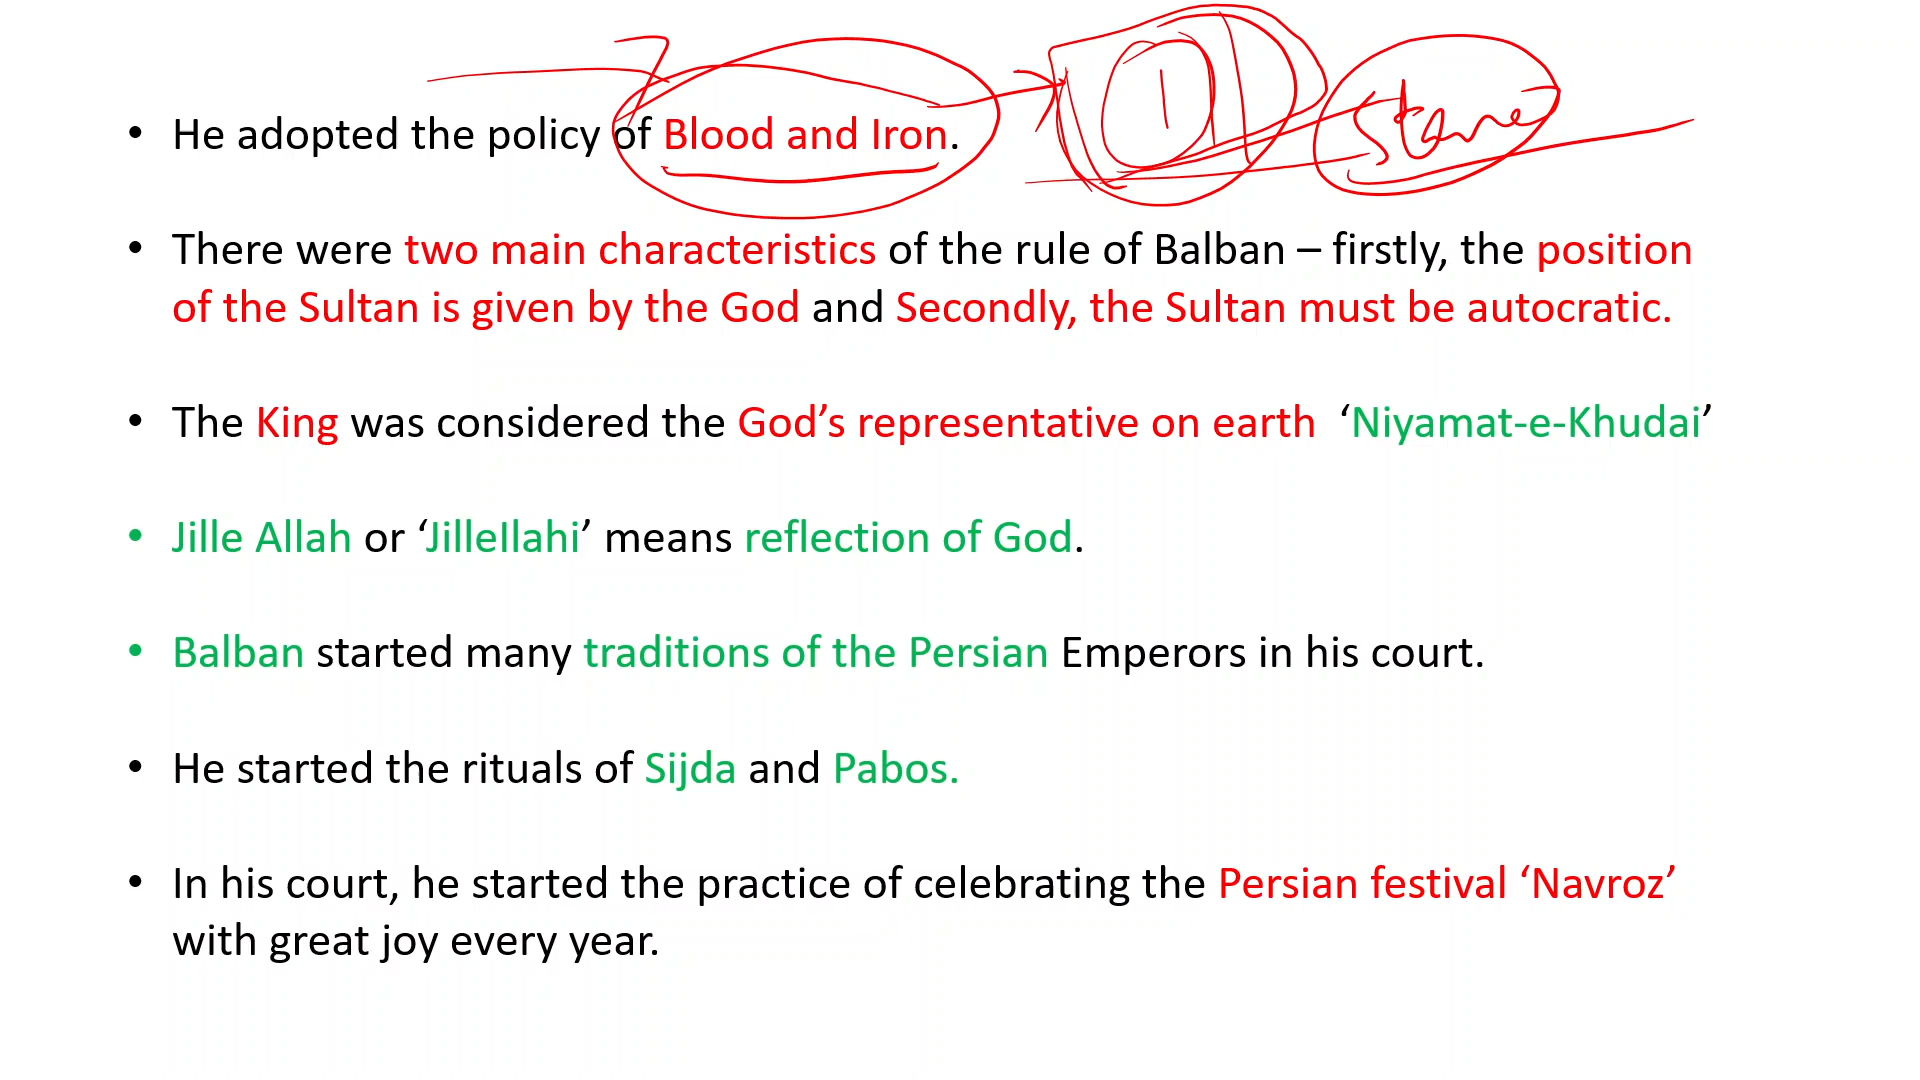 • He adopted the policy of Blood and Iron.
• There were two main characteristics of the rule of Balban – firstly, the position
of the Sultan is given by the God and Secondly, the Sultan must be autocratic.
• The King was considered the God’s representative on earth ‘Niyamat-e-Khudai’
• Jille Allah or ‘JilleIlahi’ means reflection of God.
• Balban started many traditions of the Persian Emperors in his court.
• He started the rituals of Sijda and Pabos.
• In his court, he started the practice of celebrating the Persian festival ‘Navroz’
with great joy every year.